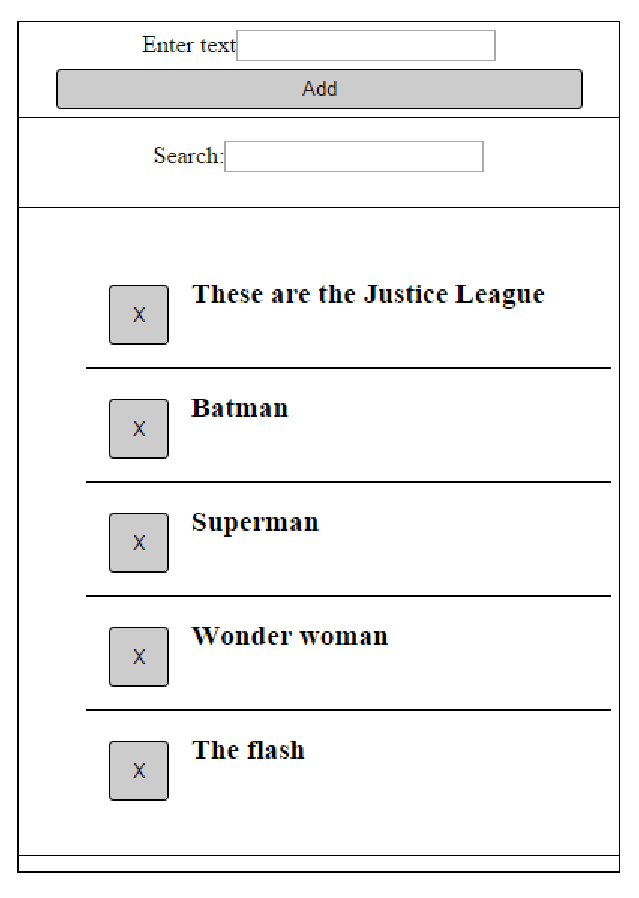 Enter text
Add
Search:
X These are the Justice League
X Batman
X Superman
X Wonder woman
X The flash